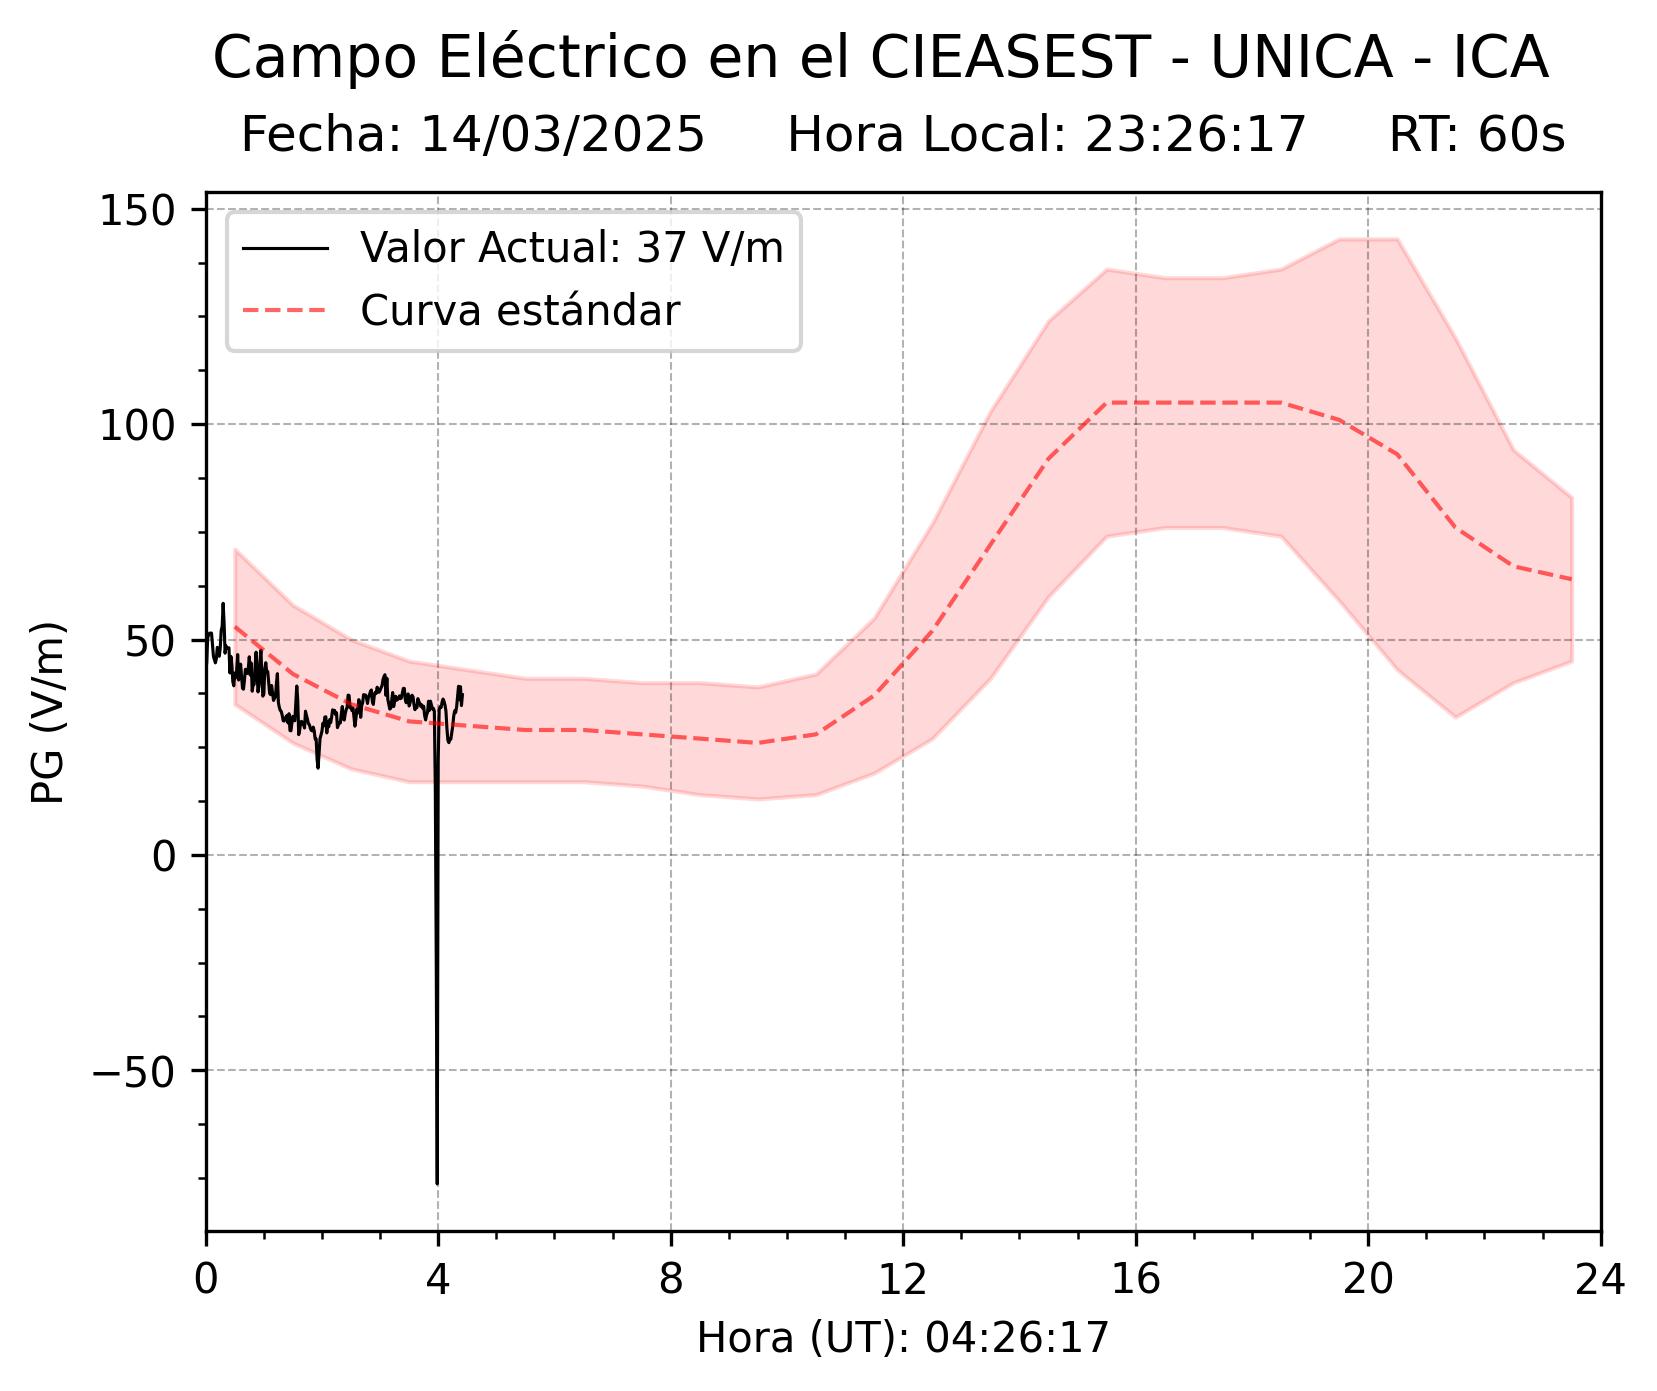 Campo Eléctrico en el CIEASEST - UNICA - ICA
Fecha: 14/03/2025 Hora Local: 23:26:17 RT: 60s
Valor Actual: 37 V/m
Curva estándar
PG (V/m)
150
100
50
0
−50
0 4 8 12 16 20 24
Hora (UT): 04:26:17